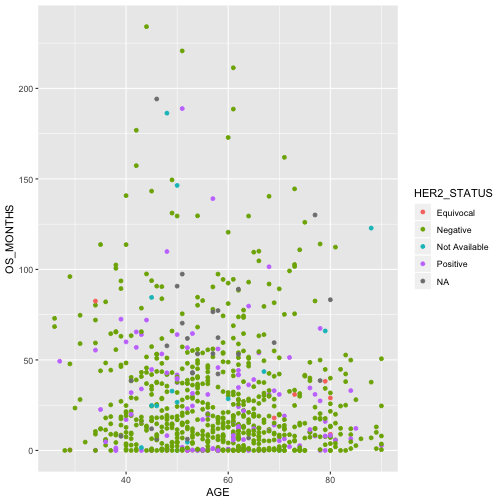 OS_MONTHS
200
150
100
50
0
40
60
80
AGE
HER2_STATUS
Equivocal
Negative
Not Available
Positive
NA